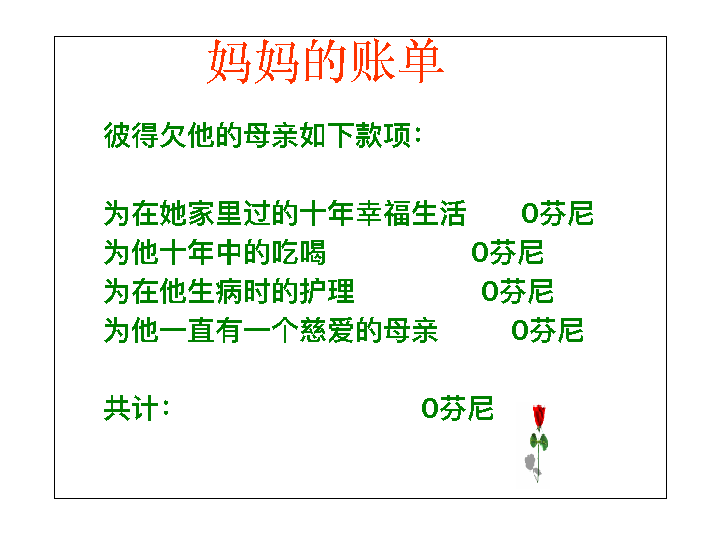 妈妈的账单
彼得欠他的母亲如下款项：
为在她家里过的十年幸福生活 0芬尼
为他十年中的吃喝 0芬尼
为在他生病时的护理 0芬尼
为他一直有一个慈爱的母亲 0芬尼
共计： 0芬尼